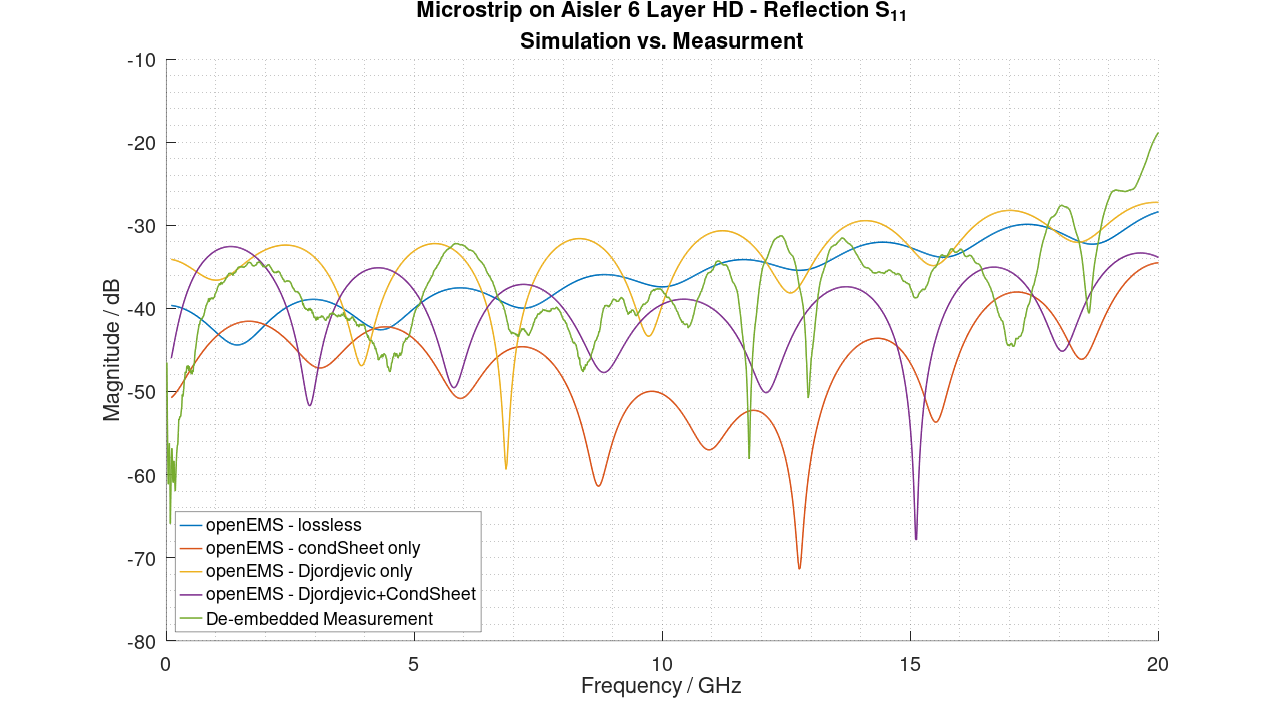 Microstrip on Aisler 6 Layer HD - Reflection S11
Simulation vs. Measurment
-10
-20
-30
-40
-50
-60
-70
-80
Magnitude / dB
openEMS - lossless
openEMS - condSheet only
openEMS - Djordjevic only
openEMS - Djordjevic+CondSheet
De-embedded Measurement
0 5 10 15 20
Frequency / GHz